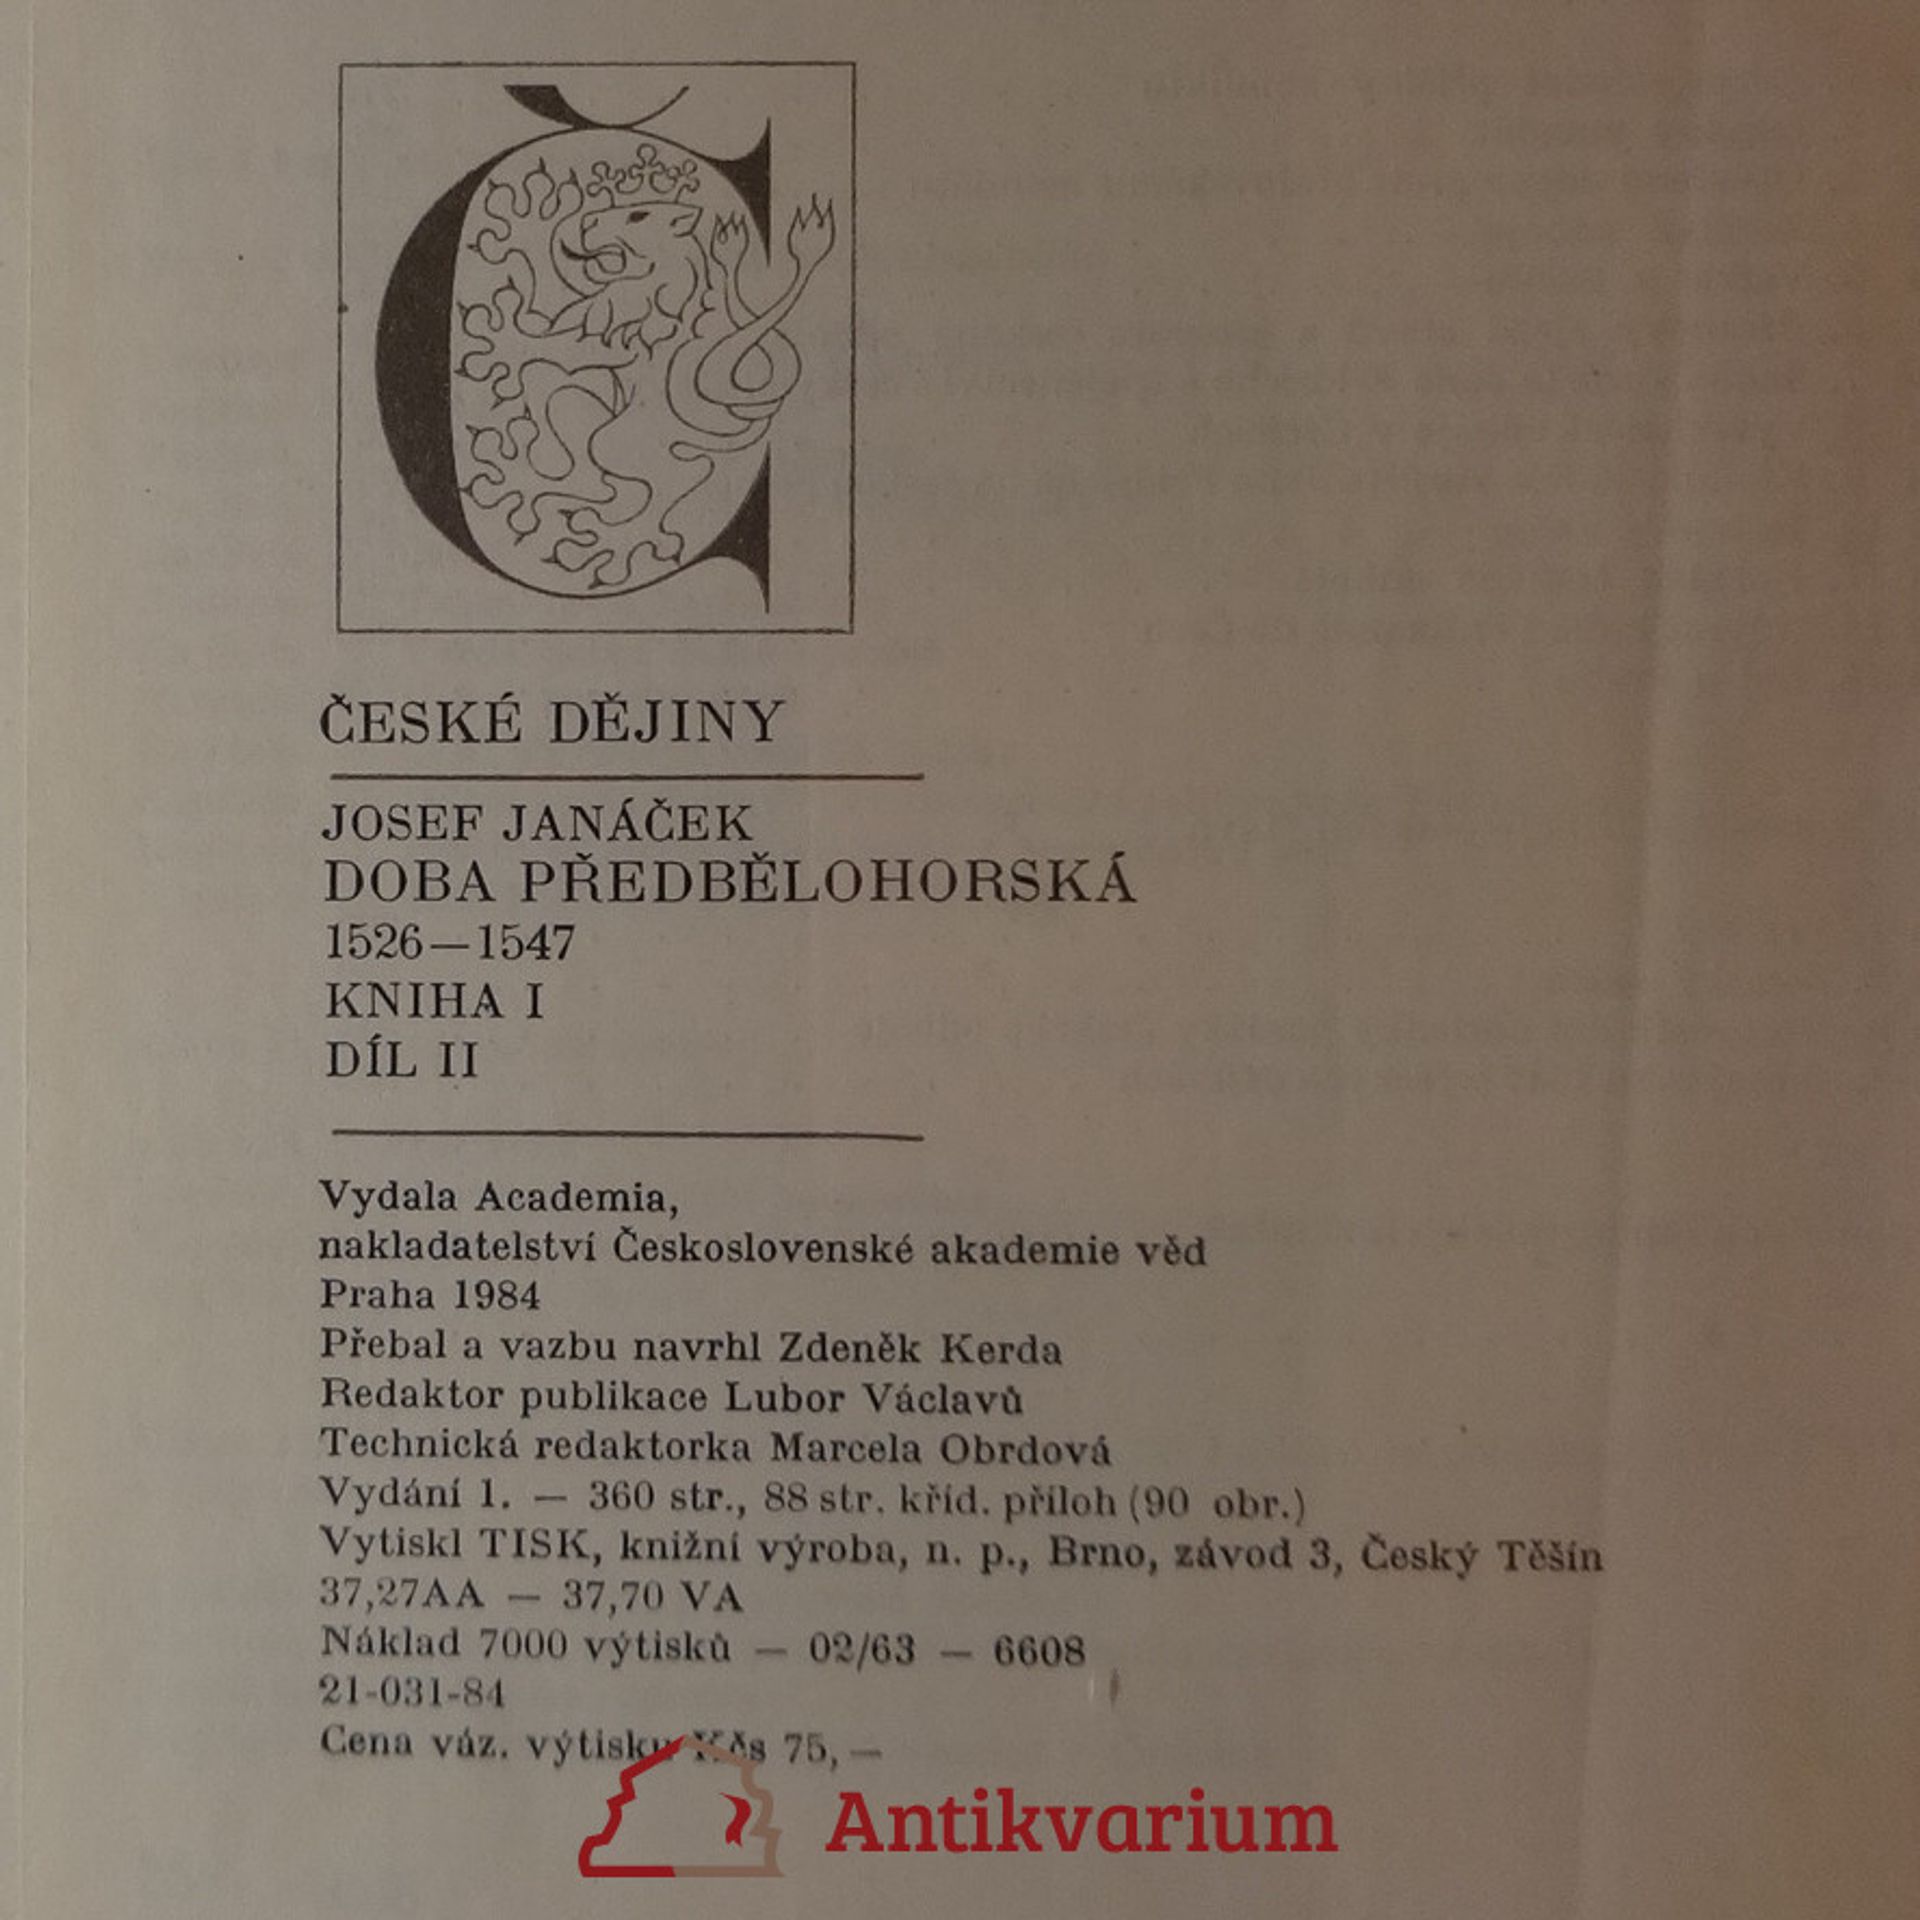 ČESKÉ DĚJINY
JOSEF JANÁČEK
DOBA PŘEDBĚLOHORSKÁ
1526—1547
KNIHA I
DÍL II
Vydala Academia,
nakladatelství Československé akademie věd
Praha 1984
Přebal a vazbu navrhl Zdeněk Kerda
Redaktor publikace Lubor Václavů
Technická redaktorka Marcela Obrdová
Vydání 1. — 360 str., 88 str. kříd. příloh (90 obr.)
Vytiskl TISK, knižní výroba, n. p., Brno, závod 3, Český Těšín
37,27AA — 37,70 VA
Náklad 7000 výtisků — 02/63 — 6608
21-031-84
Cena váz. výtisku Kčs 75,—
Antikvarium